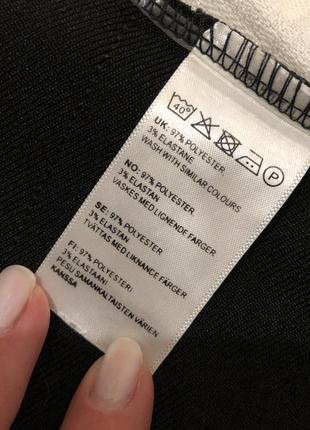 40° P
UK: 97% POLYESTER
3% ELASTANE
WASH WITH SIMILAR COLOURS
NO: 97% POLYESTER
3% ELASTAN
VASKES MED LIGNENDE FARGER
SE: 97% POLYESTER
3% ELASTAN
TVÄTTAS MED LIKNANDE FÄRGER
FI: 97% POLYESTERI
3% ELASTAANI
PESU SAMANKALTAISTEN VÄRIEN
KANSSA